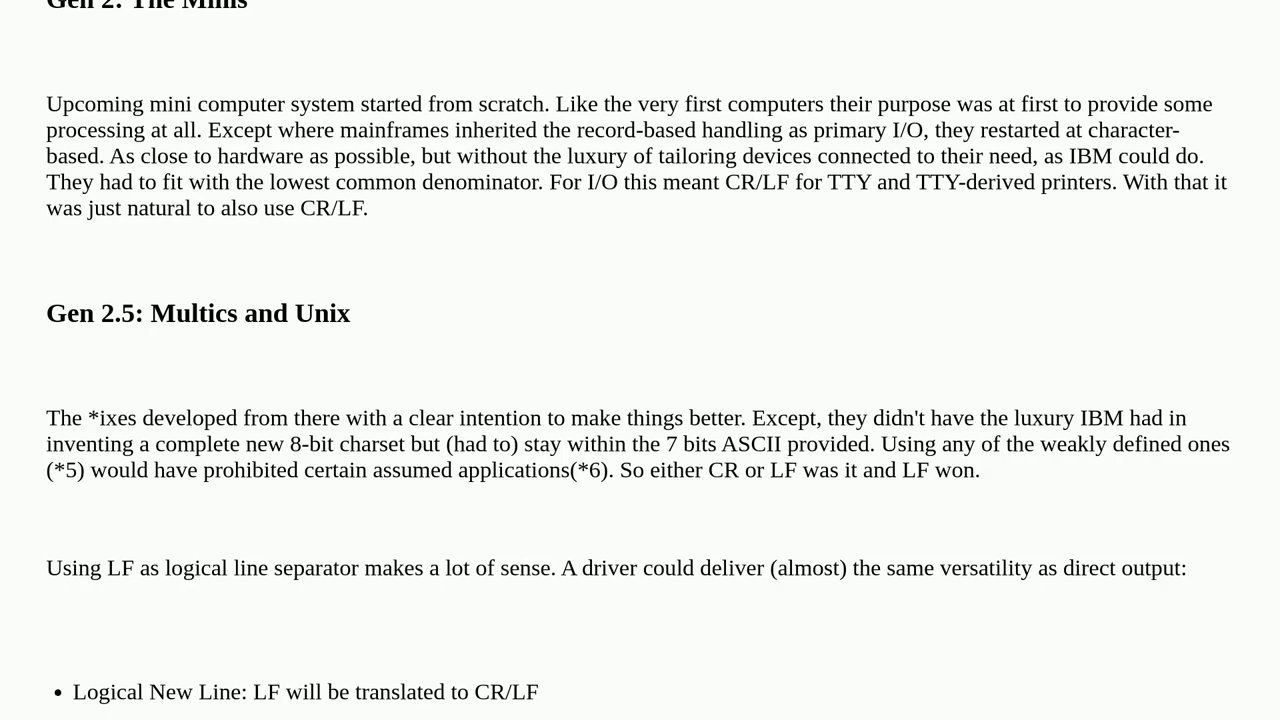 Gen 2: The Minis
Upcoming mini computer system started from scratch. Like the very first computers their purpose was at first to provide some
processing at all. Except where mainframes inherited the record-based handling as primary I/O, they restarted at character-
based. As close to hardware as possible, but without the luxury of tailoring devices connected to their need, as IBM could do.
They had to fit with the lowest common denominator. For I/O this meant CR/LF for TTY and TTY-derived printers. With that it
was just natural to also use CR/LF.
Gen 2.5: Multics and Unix
The *ixes developed from there with a clear intention to make things better. Except, they didn't have the luxury IBM had in
inventing a complete new 8-bit charset but (had to) stay within the 7 bits ASCII provided. Using any of the weakly defined ones
(*5) would have prohibited certain assumed applications(*6). So either CR or LF was it and LF won.
Using LF as logical line separator makes a lot of sense. A driver could deliver (almost) the same versatility as direct output:
• Logical New Line: LF will be translated to CR/LF